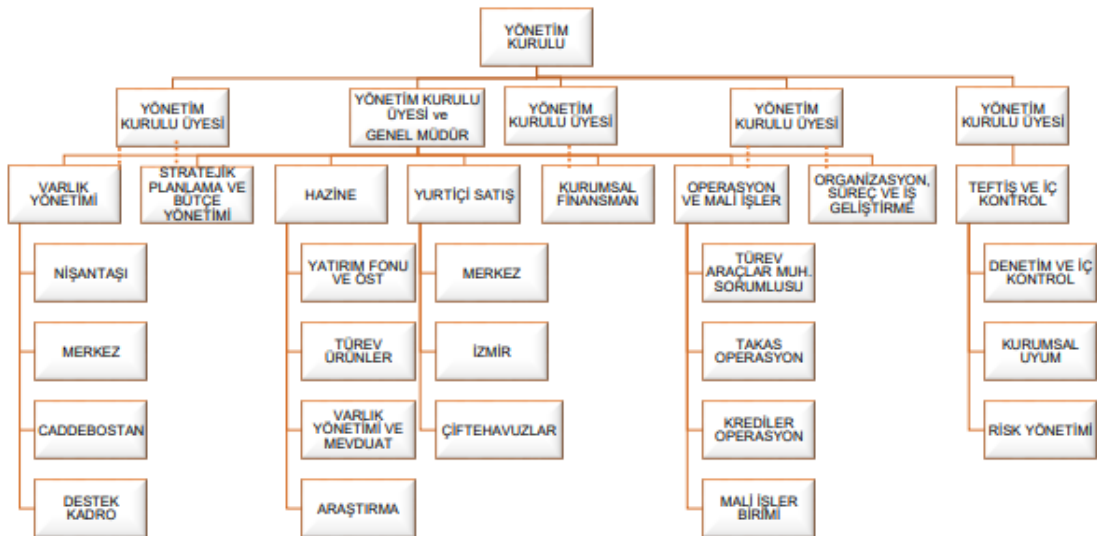 YÖNETİM
KURULU
YÖNETİM
KURULU ÜYESİ
YÖNETİM KURULU
ÜYESİ ve
GENEL MÜDÜR
YÖNETİM
KURULU ÜYESİ
YÖNETİM
KURULU ÜYESİ
YÖNETİM
KURULU ÜYESİ
VARLIK
YÖNETİMİ
STRATEJİK
PLANLAMA VE
BÜTÇE
YÖNETİMİ
HAZİNE
YURTİÇİ SATIŞ
KURUMSAL
FİNANSMAN
OPERASYON
VE MALİ İŞLER
ORGANİZASYON,
SÜREÇ VE İŞ
GELİŞTİRME
TEFTİŞ VE İÇ
KONTROL
NİŞANTAŞI
YATIRIM FONU
VE ÖST
MERKEZ
TÜREV
ARAÇLAR MUH.
SORUMLUSU
DENETİM VE İÇ
KONTROL
MERKEZ
TÜREV
ÜRÜNLER
İZMİR
TAKAS
OPERASYON
KURUMSAL
UYUM
CADDEBOSTAN
VARLIK
YÖNETİMİ VE
MEVDUAT
ÇİFTEHAVUZLAR
KREDİLER
OPERASYON
RİSK YÖNETİMİ
DESTEK
KADRO
ARAŞTIRMA
MALİ İŞLER
BİRİMİ